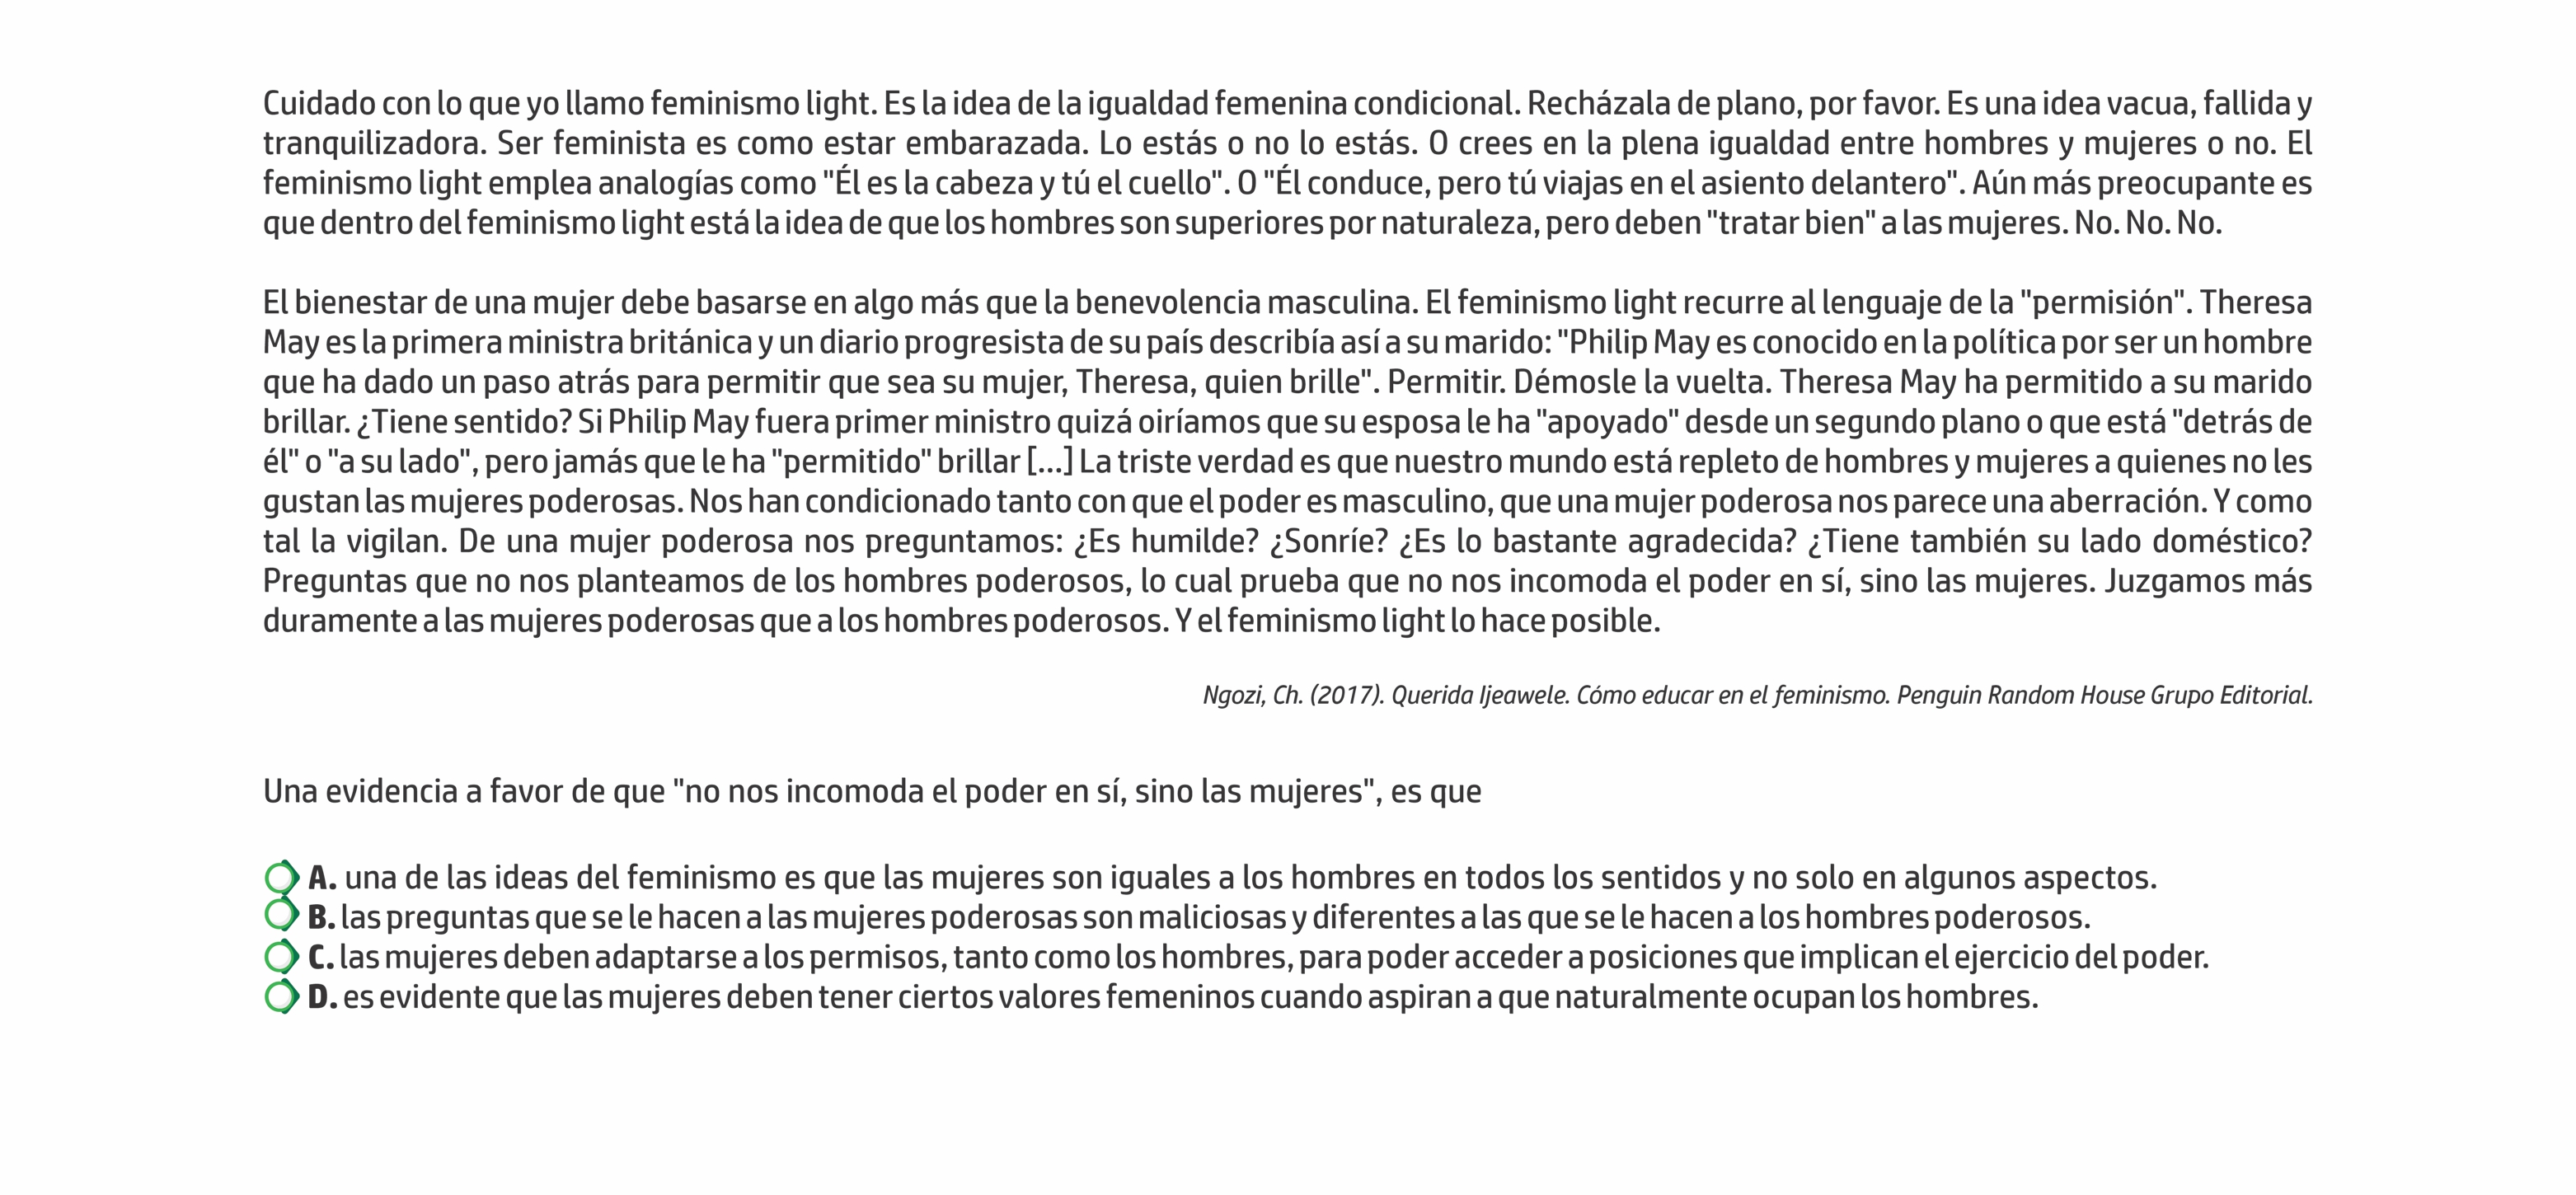 Cuidado con lo que yo llamo feminismo light. Es la idea de la igualdad femenina condicional. Recházala de plano, por favor. Es una idea vacua, fallida y
tranquilizadora. Ser feminista es como estar embarazada. Lo estás o no lo estás. O crees en la plena igualdad entre hombres y mujeres o no. El
feminismo light emplea analogías como "Él es la cabeza y tú el cuello". O "Él conduce, pero tú viajas en el asiento delantero". Aún más preocupante es
que dentro del feminismo light está la idea de que los hombres son superiores por naturaleza, pero deben "tratar bien" a las mujeres. No. No. No.
El bienestar de una mujer debe basarse en algo más que la benevolencia masculina. El feminismo light recurre al lenguaje de la "permisión". Theresa
May es la primera ministra británica y un diario progresista de su país describía así a su marido: "Philip May es conocido en la política por ser un hombre
que ha dado un paso atrás para permitir que sea su mujer, Theresa, quien brille". Permitir. Démosle la vuelta. Theresa May ha permitido a su marido
brillar. ¿Tiene sentido? Si Philip May fuera primer ministro quizá oiríamos que su esposa le ha "apoyado" desde un segundo plano o que está "detrás de
él" o "a su lado", pero jamás que le ha "permitido" brillar [...] La triste verdad es que nuestro mundo está repleto de hombres y mujeres a quienes no les
gustan las mujeres poderosas. Nos han condicionado tanto con que el poder es masculino, que una mujer poderosa nos parece una aberración. Y como
tal la vigilan. De una mujer poderosa nos preguntamos: ¿Es humilde? ¿Sonríe? ¿Es lo bastante agradecida? ¿Tiene también su lado doméstico?
Preguntas que no nos planteamos de los hombres poderosos, lo cual prueba que no nos incomoda el poder en sí, sino las mujeres. Juzgamos más
duramente a las mujeres poderosas que a los hombres poderosos. Y el feminismo light lo hace posible.
Ngozi, Ch. (2017). Querida Ijeawele. Cómo educar en el feminismo. Penguin Random House Grupo Editorial.
Una evidencia a favor de que "no nos incomoda el poder en sí, sino las mujeres", es que
A. una de las ideas del feminismo es que las mujeres son iguales a los hombres en todos los sentidos y no solo en algunos aspectos.
B. las preguntas que se le hacen a las mujeres poderosas son maliciosas y diferentes a las que se le hacen a los hombres poderosos.
C. las mujeres deben adaptarse a los permisos, tanto como los hombres, para poder acceder a posiciones que implican el ejercicio del poder.
D. es evidente que las mujeres deben tener ciertos valores femeninos cuando aspiran a que naturalmente ocupan los hombres.